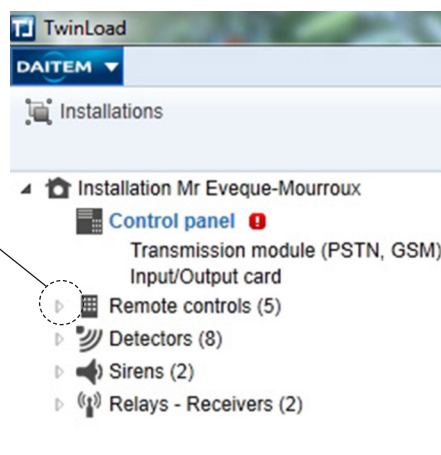 TJ TwinLoad
DAITEM
Installations
Installation Mr Eveque-Mourroux
Control panel
Transmission module (PSTN, GSM)
Input/Output card
Remote controls (5)
Detectors (8)
Sirens (2)
Relays - Receivers (2)